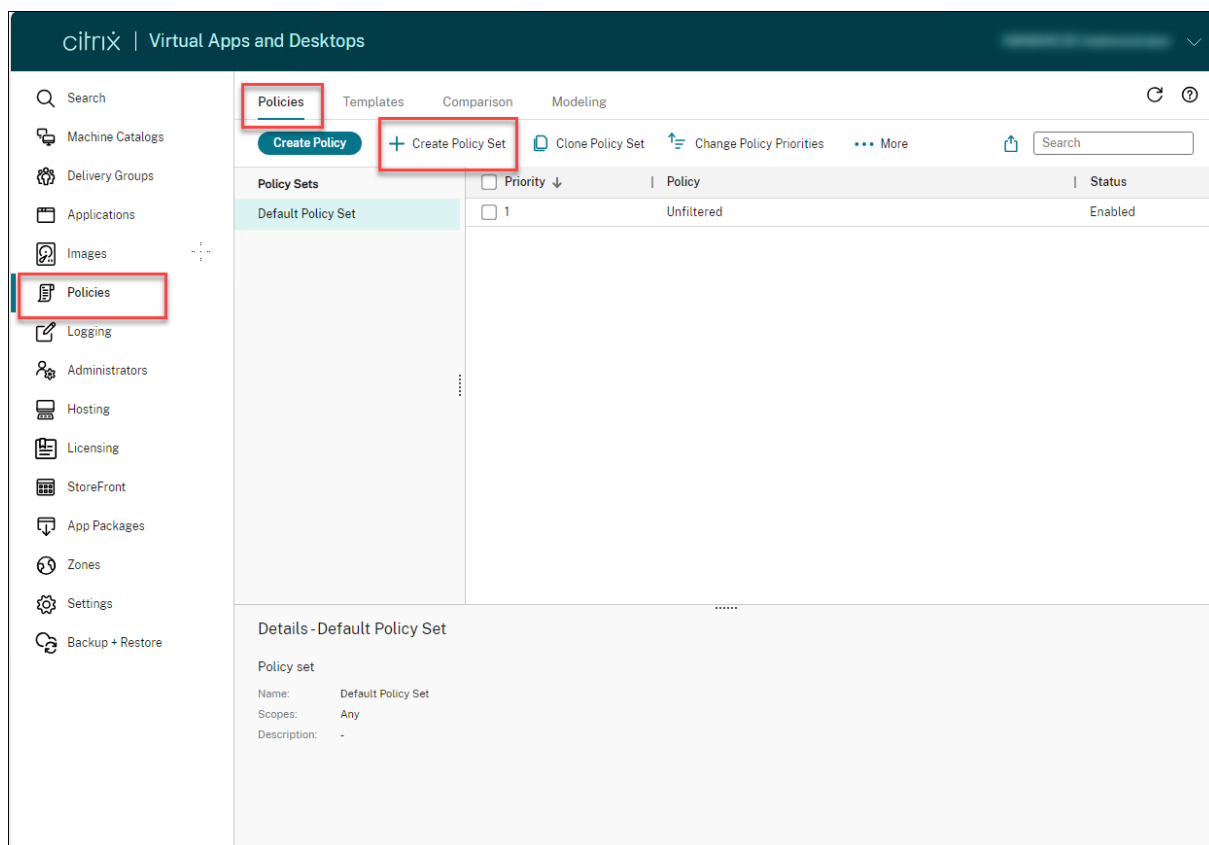 citrix | Virtual Apps and Desktops
Search
Machine Catalogs
Delivery Groups
Applications
Images
Policies
Logging
Administrators
Hosting
Licensing
StoreFront
App Packages
Zones
Settings
Backup + Restore
Policies Templates Comparison Modeling
Create Policy + Create Policy Set Clone Policy Set Change Policy Priorities ••• More Search
Policy Sets
Default Policy Set
Priority ↓ | Policy | Status
1 Unfiltered Enabled
Details - Default Policy Set
Policy set
Name: Default Policy Set
Scopes: Any
Description: -